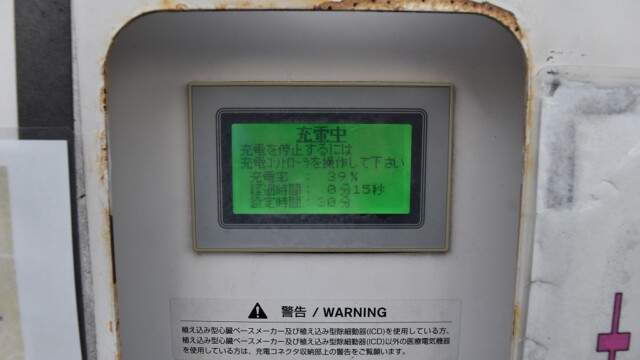 充電中
充電を停止するには
充電コントローラを操作して下さい
充電率 : 39%
経過時間: 0分15秒
設定時間:30分
警告 / WARNING
植え込み型心臓ペースメーカー及び植え込み型除細動器(ICD)を使用している方、
植え込み型心臓ペースメーカー及び植え込み型除細動器(ICD)以外の医療電気機器
を使用している方は、充電コネクタ収納部上の警告をご覧願います。